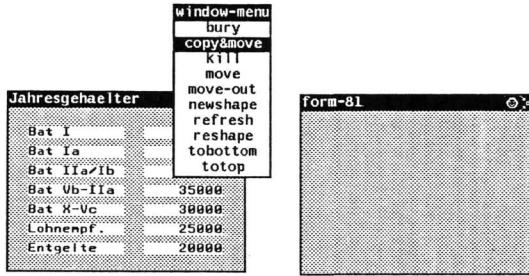 window-menu
bury
copy&move
kill
move
move-out
newshape
refresh
reshape
tobottom
totop
Jahresgehaelter
Bat I
Bat Ia
Bat IIa/Ib
Bat Vb-IIa 35000
Bat X-Vc 30000
Lohnempf. 25000
Entgelte 20000
form-81